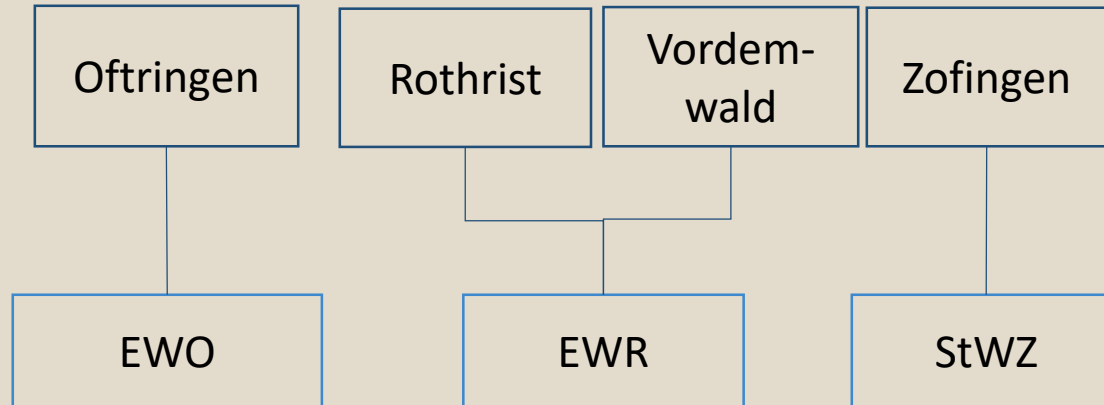 Oftringen
Rothrist
Vordem-
wald
Zofingen
EWO
EWR
StWZ